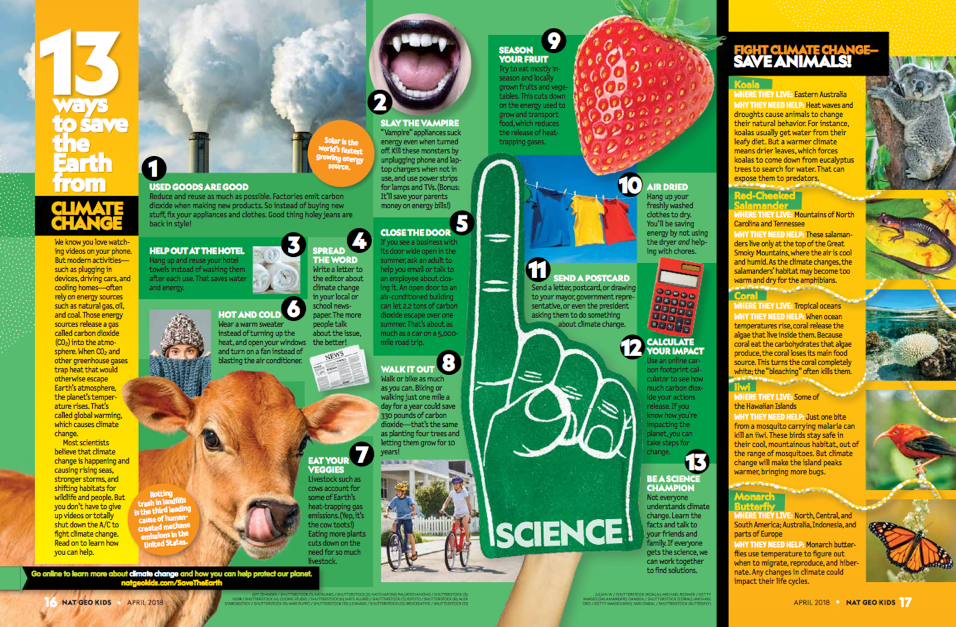 13
ways
to save
the
Earth
from
CLIMATE
CHANGE
We know you love watch-
ing videos on your phone.
But modern activities—
such as plugging in
devices, driving cars, and
cooling homes—often
rely on energy sources
such as natural gas, oil,
and coal. Those energy
sources release a gas
called carbon dioxide
(CO2) into the atmo-
sphere. When CO2 and
other greenhouse gases
trap heat that would
otherwise escape
Earth's atmosphere,
the planet's temper-
ature rises. That's
called global warming,
which causes climate
change.
Most scientists
believe that climate
change is happening and
causing rising seas,
stronger storms, and
shifting habitats for
wildlife and people. But
you don't have to give
up videos or totally
shut down the A/C to
fight climate change.
Read on to learn how
you can help.
Solar is the
world's fastest
growing energy
source.
1
USED GOODS ARE GOOD
Reduce and reuse as much as possible. Factories emit carbon
dioxide when making new products. So instead of buying new
stuff, fix your appliances and clothes. Good thing holey jeans are
back in style!
2
SLAY THE VAMPIRE
"Vampire" appliances suck
energy even when turned
off. Kill these monsters by
unplugging phone and lap-
top chargers when not in
use, and use power strips
for lamps and TVs. (Bonus:
It'll save your parents
money on energy bills!)
3
HELP OUT AT THE HOTEL
Hang up and reuse your hotel
towels instead of washing them
after each use. That saves water
and energy.
4
SPREAD
THE WORD
Write a letter to
the editor about
climate change
in your local or
school news-
paper. The more
people talk
about the issue,
the better!
NEWS
5
CLOSE THE DOOR
If you see a business with
its door wide open in the
summer, ask an adult to
help you email or talk to
an employee about clos-
ing it. An open door to an
air-conditioned building
can let 2.2 tons of carbon
dioxide escape over one
summer. That's about as
much as a car on a 5,000-
mile road trip.
6
HOT AND COLD
Wear a warm sweater
instead of turning up the
heat, and open your windows
and turn on a fan instead of
blasting the air conditioner.
7
EAT YOUR
VEGGIES
Livestock such as
cows account for
some of Earth's
heat-trapping gas
emissions. (Yep, it's
the cow toots!)
Eating more plants
cuts down on the
need for so much
livestock.
Rotting
trash in landfills
is the third leading
cause of human-
created methane
emissions in the
United States.
8
WALK IT OUT
Walk or bike as much
as you can. Biking or
walking just one mile a
day for a year could save
330 pounds of carbon
dioxide—that's the same
as planting four trees and
letting them grow for 10
years!
9
SEASON
YOUR FRUIT
Try to eat mostly in-
season and locally
grown fruits and vege-
tables. This cuts down
on the energy used to
grow and transport
food, which reduces
the release of heat-
trapping gases.
10
AIR DRIED
Hang up your
freshly washed
clothes to dry.
You'll be saving
energy by not using
the dryer and help-
ing with chores.
11
SEND A POSTCARD
Send a letter, postcard, or drawing
to your mayor, government repre-
sentative, or even the president
asking them to do something
about climate change.
12
CALCULATE
YOUR IMPACT
Use an online car-
bon footprint cal-
culator to see how
much carbon diox-
ide your actions
release. If you
know how you're
impacting the
planet, you can
take steps for
change.
13
BE A SCIENCE
CHAMPION
Not everyone
understands climate
change. Learn the
facts and talk to
your friends and
family. If everyone
gets the science, we
can work together
to find solutions.
SCIENCE
Go online to learn more about climate change and how you can help protect our planet.
natgeokids.com/SaveTheEarth
16 NAT GEO KIDS • APRIL 2018
FIGHT CLIMATE CHANGE—
SAVE ANIMALS!
Koala
WHERE THEY LIVE: Eastern Australia
WHY THEY NEED HELP: Heat waves and
droughts cause animals to change
their natural behavior. For instance,
koalas usually get water from their
leafy diet. But a warmer climate
means drier leaves, which forces
koalas to come down from eucalyptus
trees to search for water. That can
expose them to predators.
Red-Cheeked
Salamander
WHERE THEY LIVE: Mountains of North
Carolina and Tennessee
WHY THEY NEED HELP: These salaman-
ders live only at the top of the Great
Smoky Mountains, where the air is cool
and humid. As the climate changes, the
salamanders' habitat may become too
warm and dry for the amphibians.
Coral
WHERE THEY LIVE: Tropical oceans
WHY THEY NEED HELP: When ocean
temperatures rise, coral release the
algae that live inside them. Because
coral eat the carbohydrates that algae
produce, the coral loses its main food
source. This turns the coral completely
white; the "bleaching" often kills them.
Iiwi
WHERE THEY LIVE: Some of
the Hawaiian Islands
WHY THEY NEED HELP: Just one bite
from a mosquito carrying malaria can
kill an iiwi. These birds stay safe in
their cool, mountainous habitat, out of
the range of mosquitoes. But climate
change will make the island peaks
warmer, bringing more bugs.
Monarch
Butterfly
WHERE THEY LIVE: North, Central, and
South America; Australia, Indonesia, and
parts of Europe
WHY THEY NEED HELP: Monarch butter-
flies use temperature to figure out
when to migrate, reproduce, and hiber-
nate. Any changes in climate could
impact their life cycles.
APRIL 2018 • NAT GEO KIDS 17